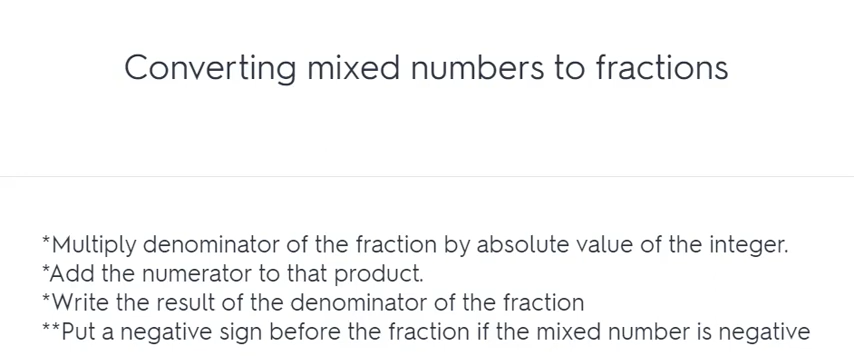 Converting mixed numbers to fractions
*Multiply denominator of the fraction by absolute value of the integer.
*Add the numerator to that product.
*Write the result of the denominator of the fraction
**Put a negative sign before the fraction if the mixed number is negative